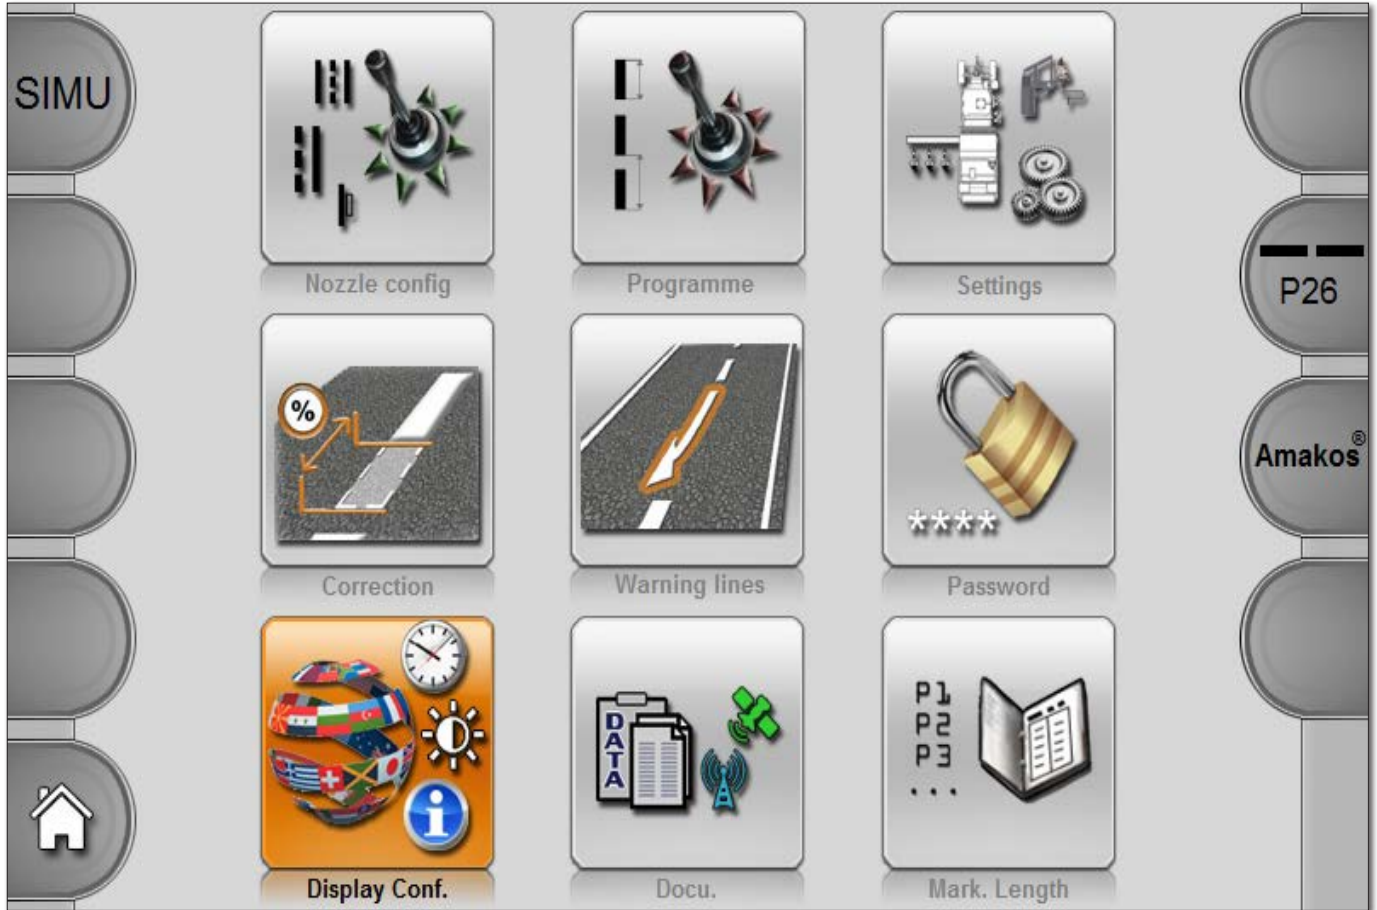 SIMU
Nozzle config
Programme
Settings
P26
%
Amakos®
****
Correction
Warning lines
Password
DATA
P1
P2
P3
...
Display Conf.
Docu.
Mark. Length